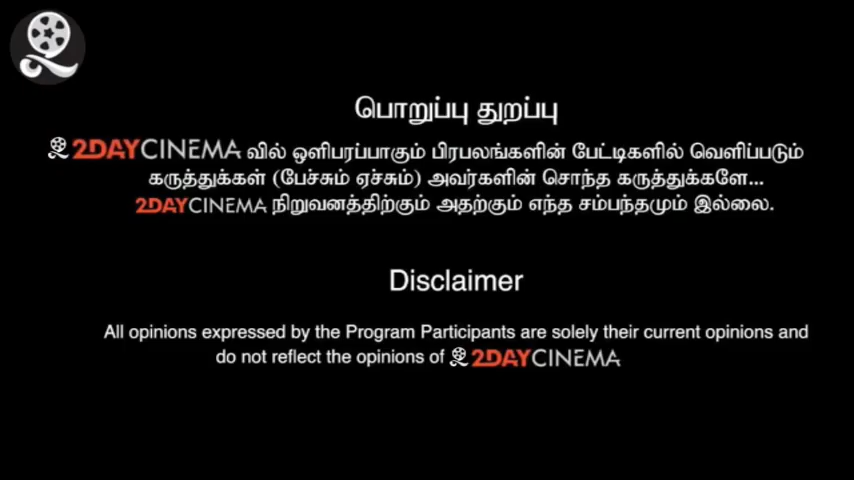 பொறுப்பு துறப்பு
2DAYCINEMA வில் ஒளிபரப்பாகும் பிரபலங்களின் பேட்டிகளில் வெளிப்படும்
கருத்துக்கள் (பேச்சும் ஏச்சும்) அவர்களின் சொந்த கருத்துக்களே...
2DAYCINEMA நிறுவனத்திற்கும் அதற்கும் எந்த சம்பந்தமும் இல்லை.
Disclaimer
All opinions expressed by the Program Participants are solely their current opinions and
do not reflect the opinions of 2DAYCINEMA